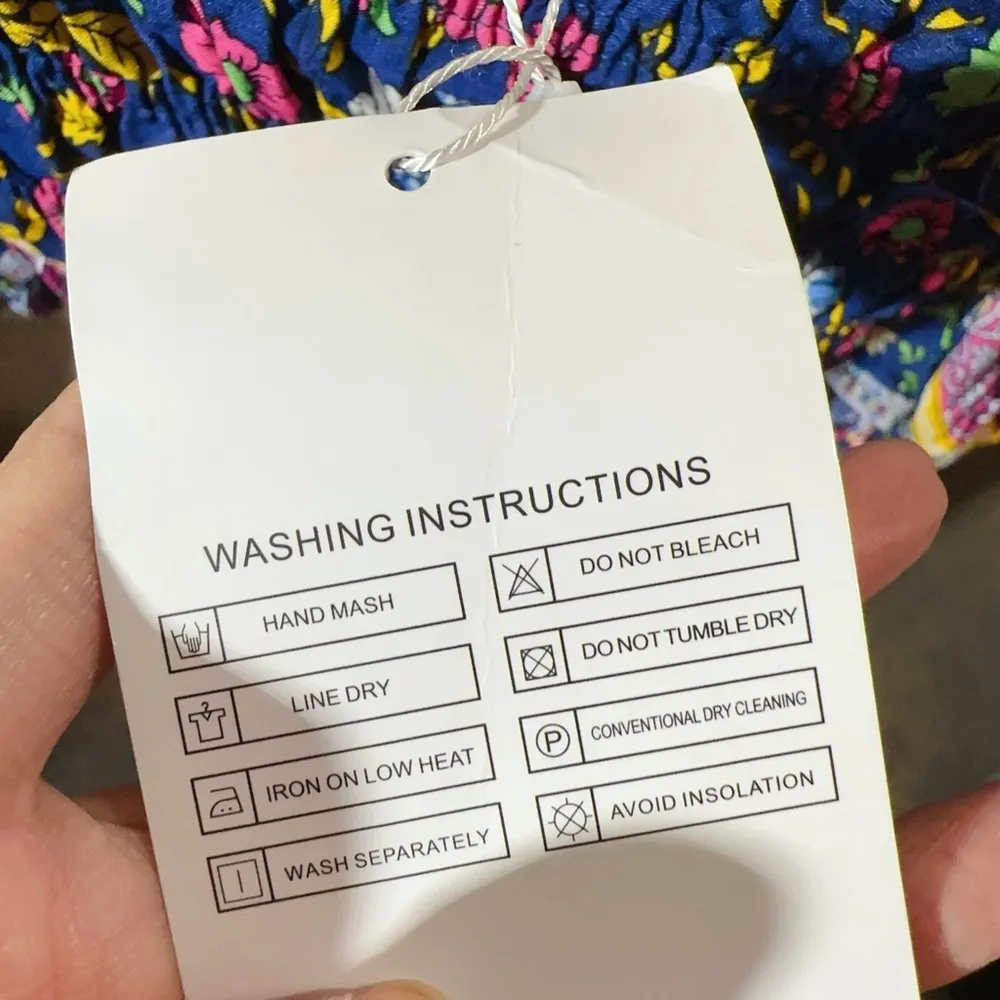 WASHING INSTRUCTIONS
HAND MASH
LINE DRY
IRON ON LOW HEAT
WASH SEPARATELY
DO NOT BLEACH
DO NOT TUMBLE DRY
P
CONVENTIONAL DRY CLEANING
AVOID INSOLATION